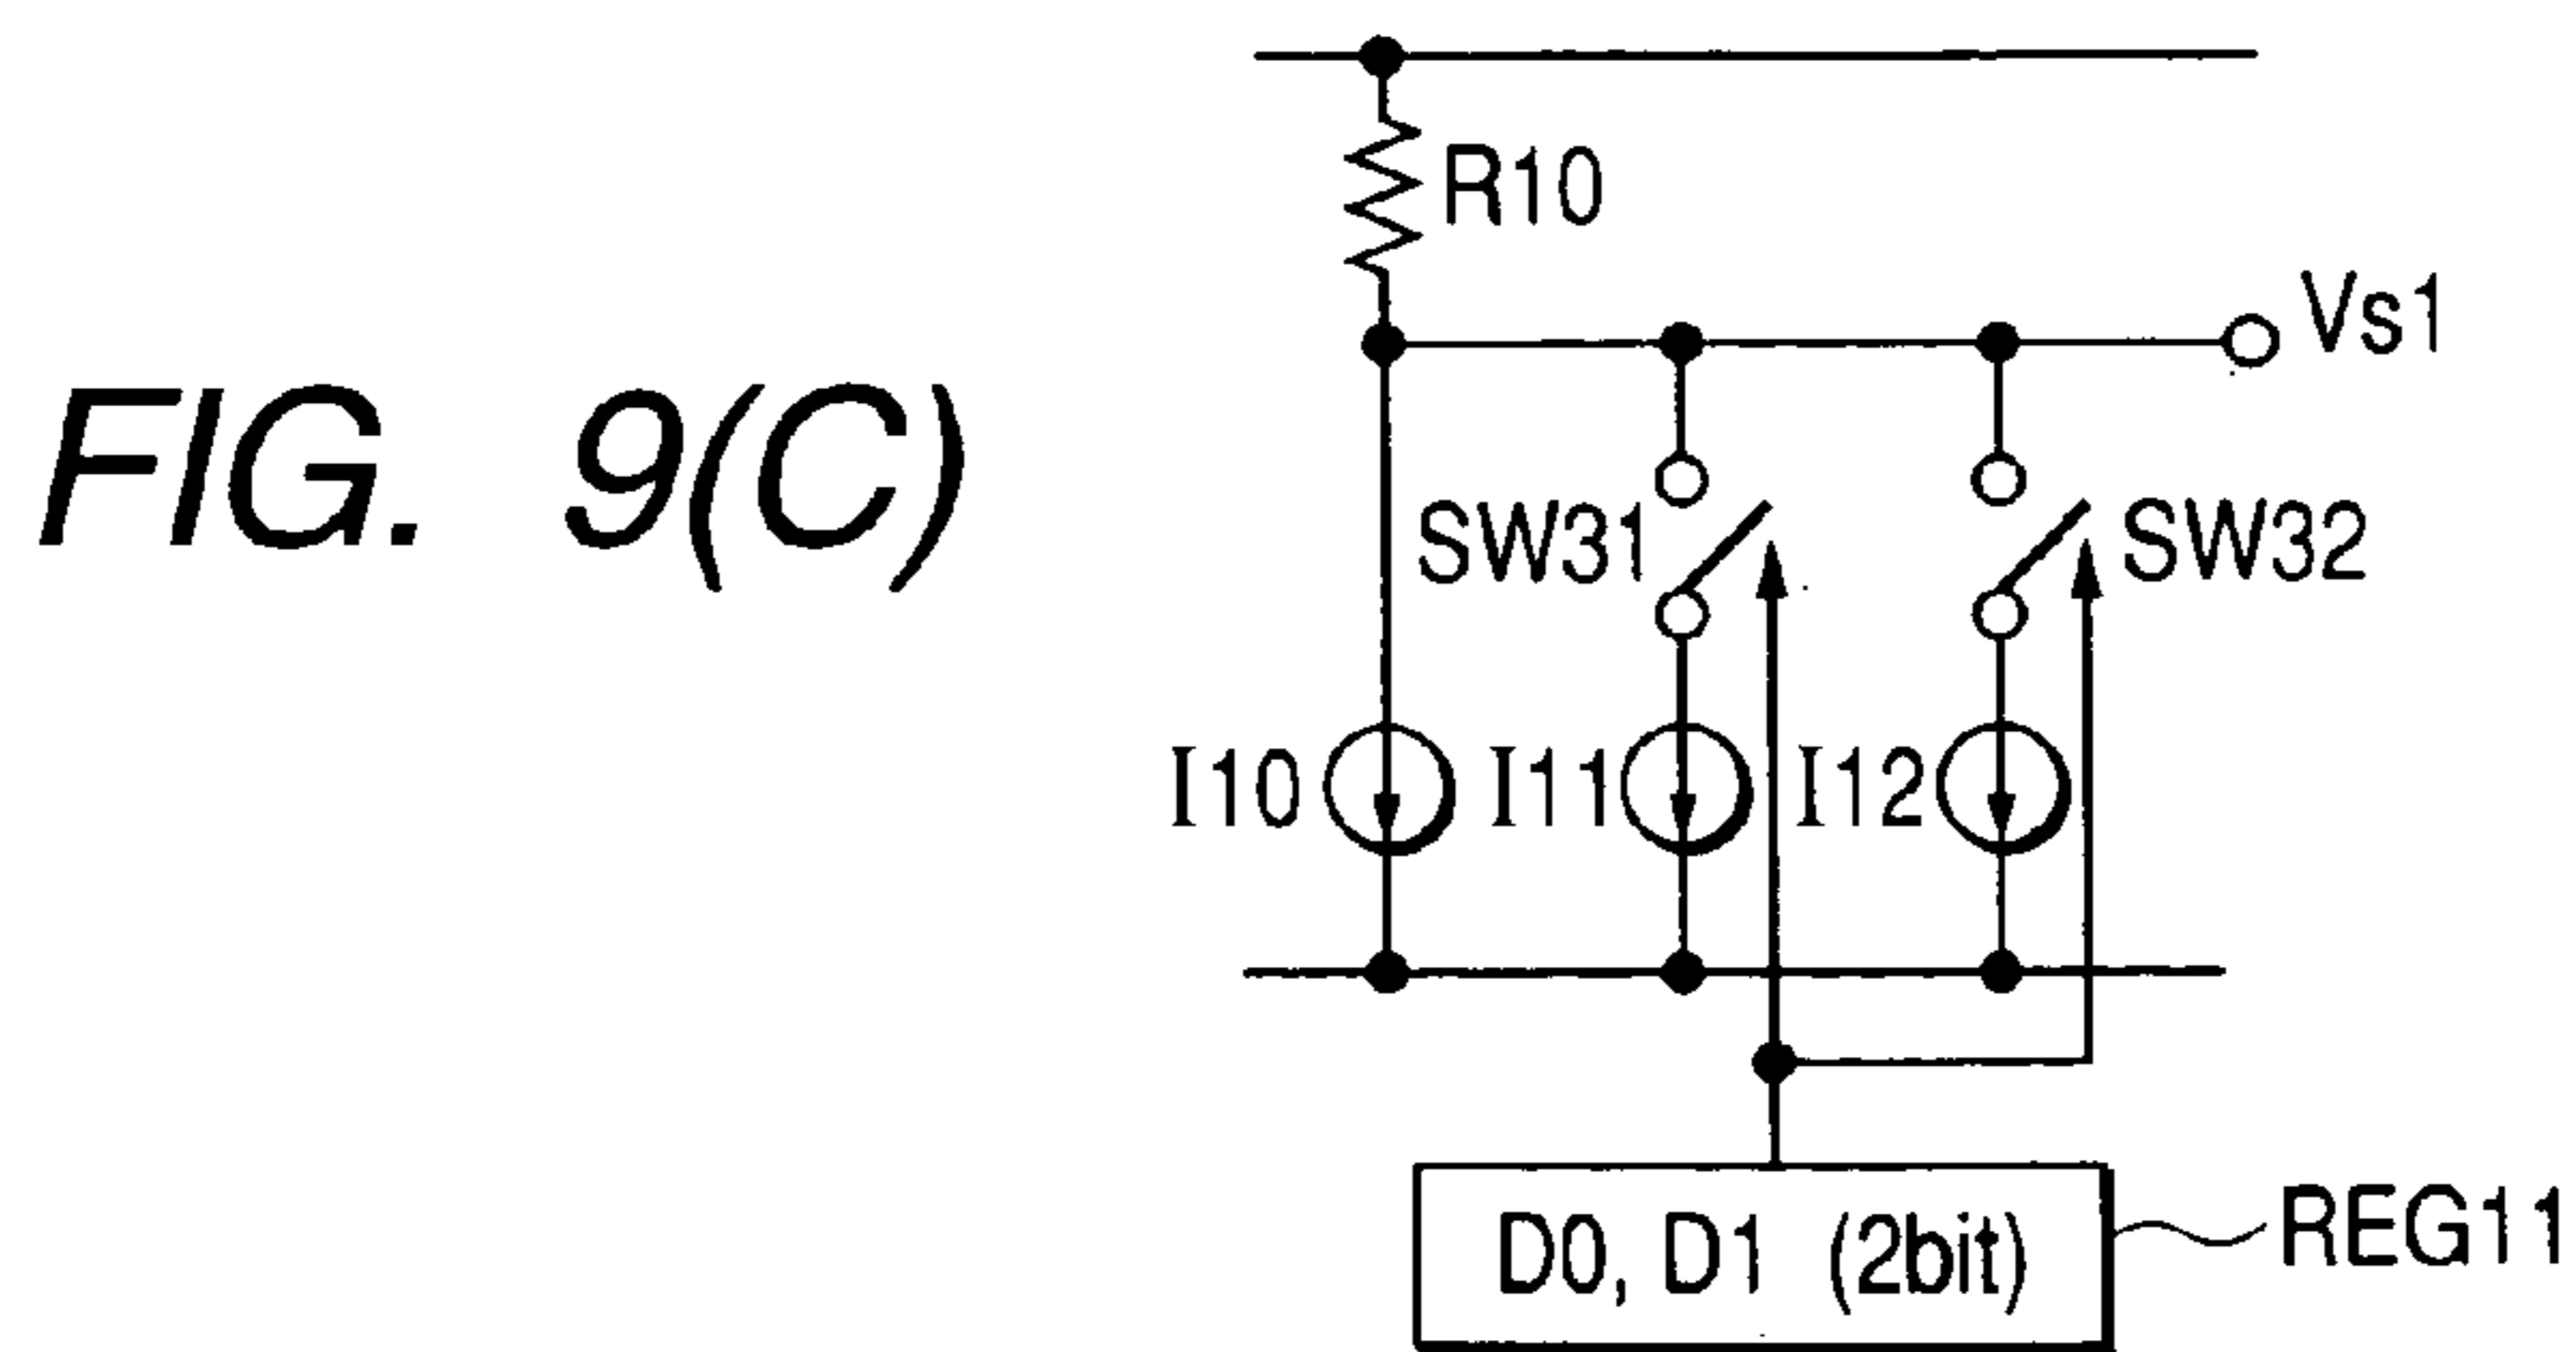 R10
Vs1
FIG. 9(C)
SW31
SW32
I10
I11
I12
D0, D1 (2bit)
REG11